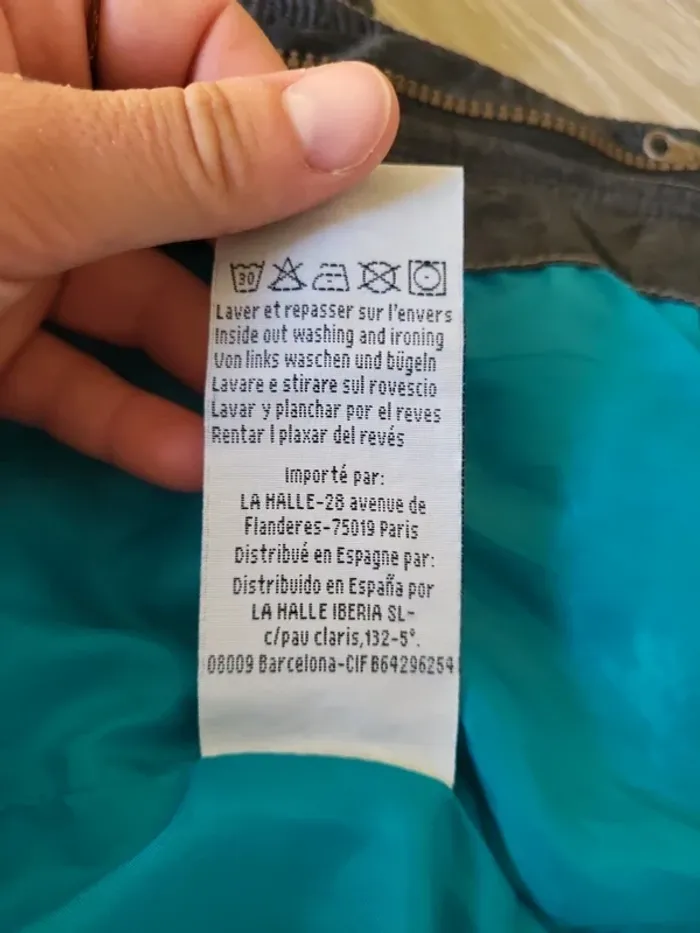 30
Laver et repasser sur l'envers
Inside out washing and ironing
Von links waschen und bügeln
Lavare e stirare sul rovescio
Lavar y planchar por el reves
Rentar I plaxar del revés
Importé par:
LA HALLE-28 avenue de
Flanderes-75019 Paris
Distribué en Espagne par:
Distribuido en España por
LA HALLE IBERIA SL-
c/pau claris,132-5°.
08009 Barcelona-CIF B64296254